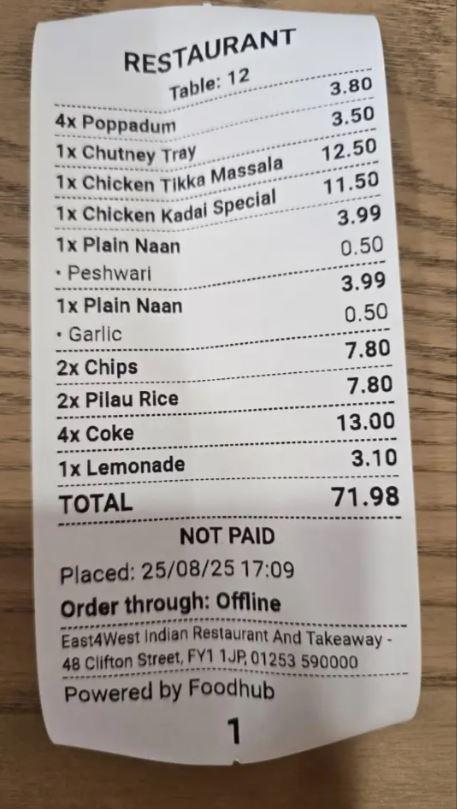 RESTAURANT
Table: 12
4x Poppadum 3.80
1x Chutney Tray 3.50
1x Chicken Tikka Massala 12.50
1x Chicken Kadai Special 11.50
1x Plain Naan 3.99
• Peshwari 0.50
1x Plain Naan 3.99
• Garlic 0.50
2x Chips 7.80
2x Pilau Rice 7.80
4x Coke 13.00
1x Lemonade 3.10
TOTAL 71.98
NOT PAID
Placed: 25/08/25 17:09
Order through: Offline
East4West Indian Restaurant And Takeaway -
48 Clifton Street, FY1 1JP, 01253 590000
Powered by Foodhub
1